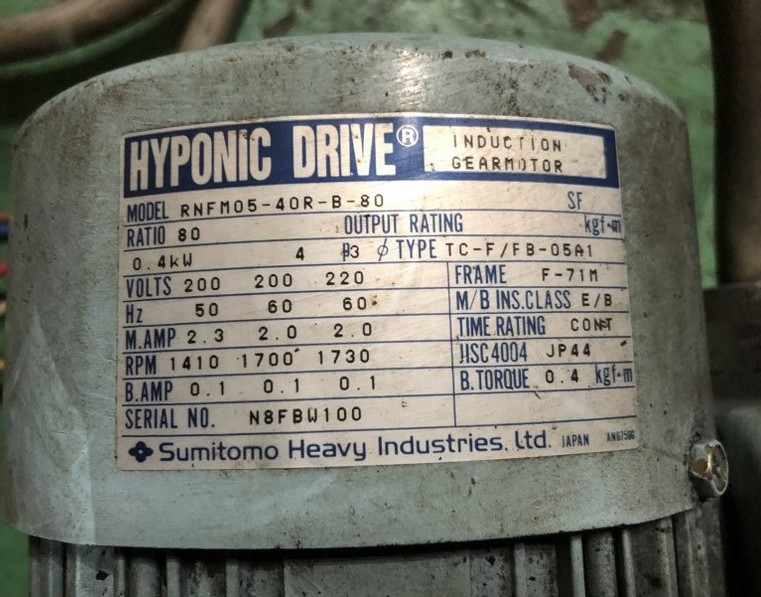 HYPONIC DRIVE® INDUCTION GEARMOTOR
MODEL RNFM05-40R-B-80 SF
RATIO 80 OUTPUT RATING kgf·m
0.4kW 4 P3 φ TYPE TC-F/FB-05A1
VOLTS 200 200 220 FRAME F-71M
Hz 50 60 60 M/B INS.CLASS E/B
M.AMP 2.3 2.0 2.0 TIME RATING CONT
RPM 1410 1700 1730 JISC4004 JP44
B.AMP 0.1 0.1 0.1 B.TORQUE 0.4 kgf·m
SERIAL NO. N8FBW100
Sumitomo Heavy Industries, Ltd. JAPAN